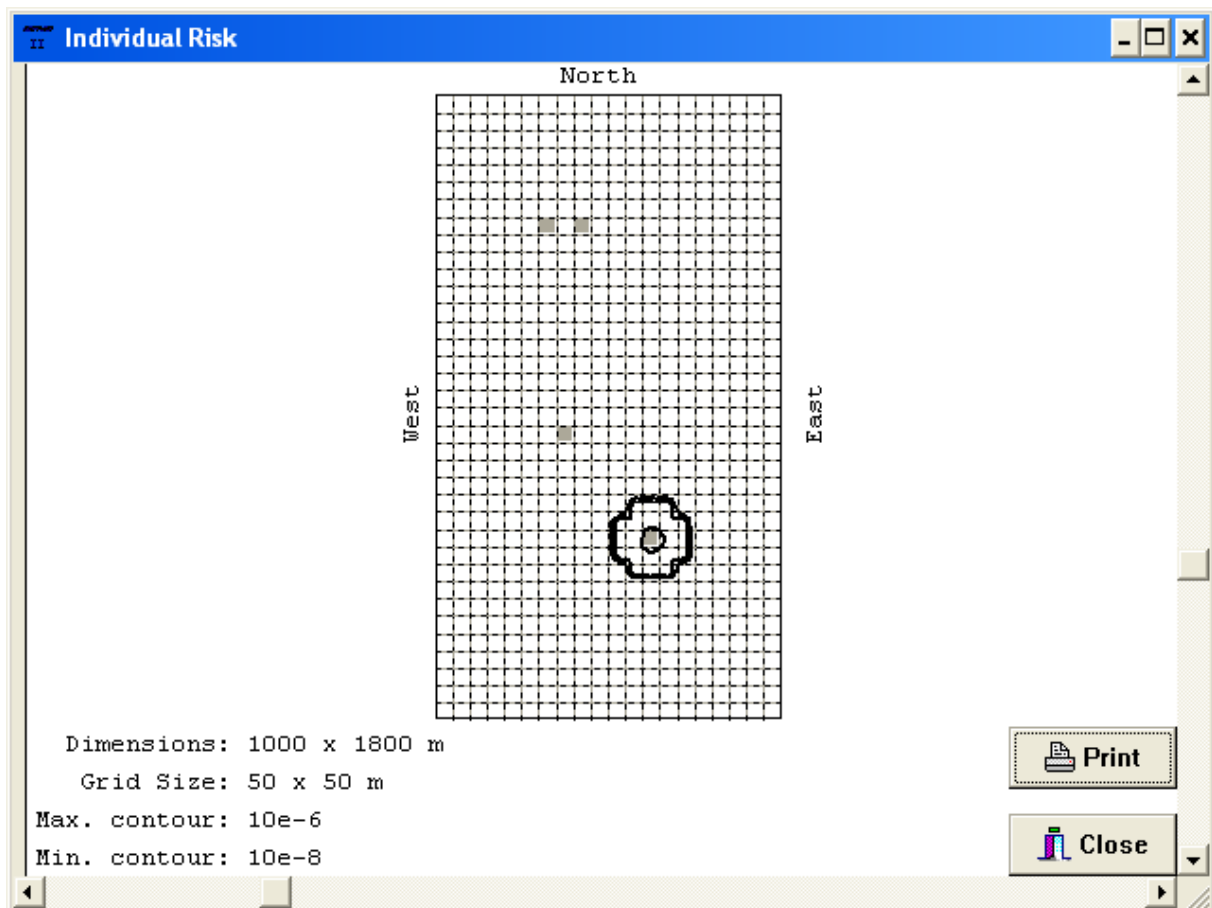 II Individual Risk
North
West
East
Dimensions: 1000 x 1800 m
Grid Size: 50 x 50 m
Max. contour: 10e-6
Min. contour: 10e-8
Print
Close